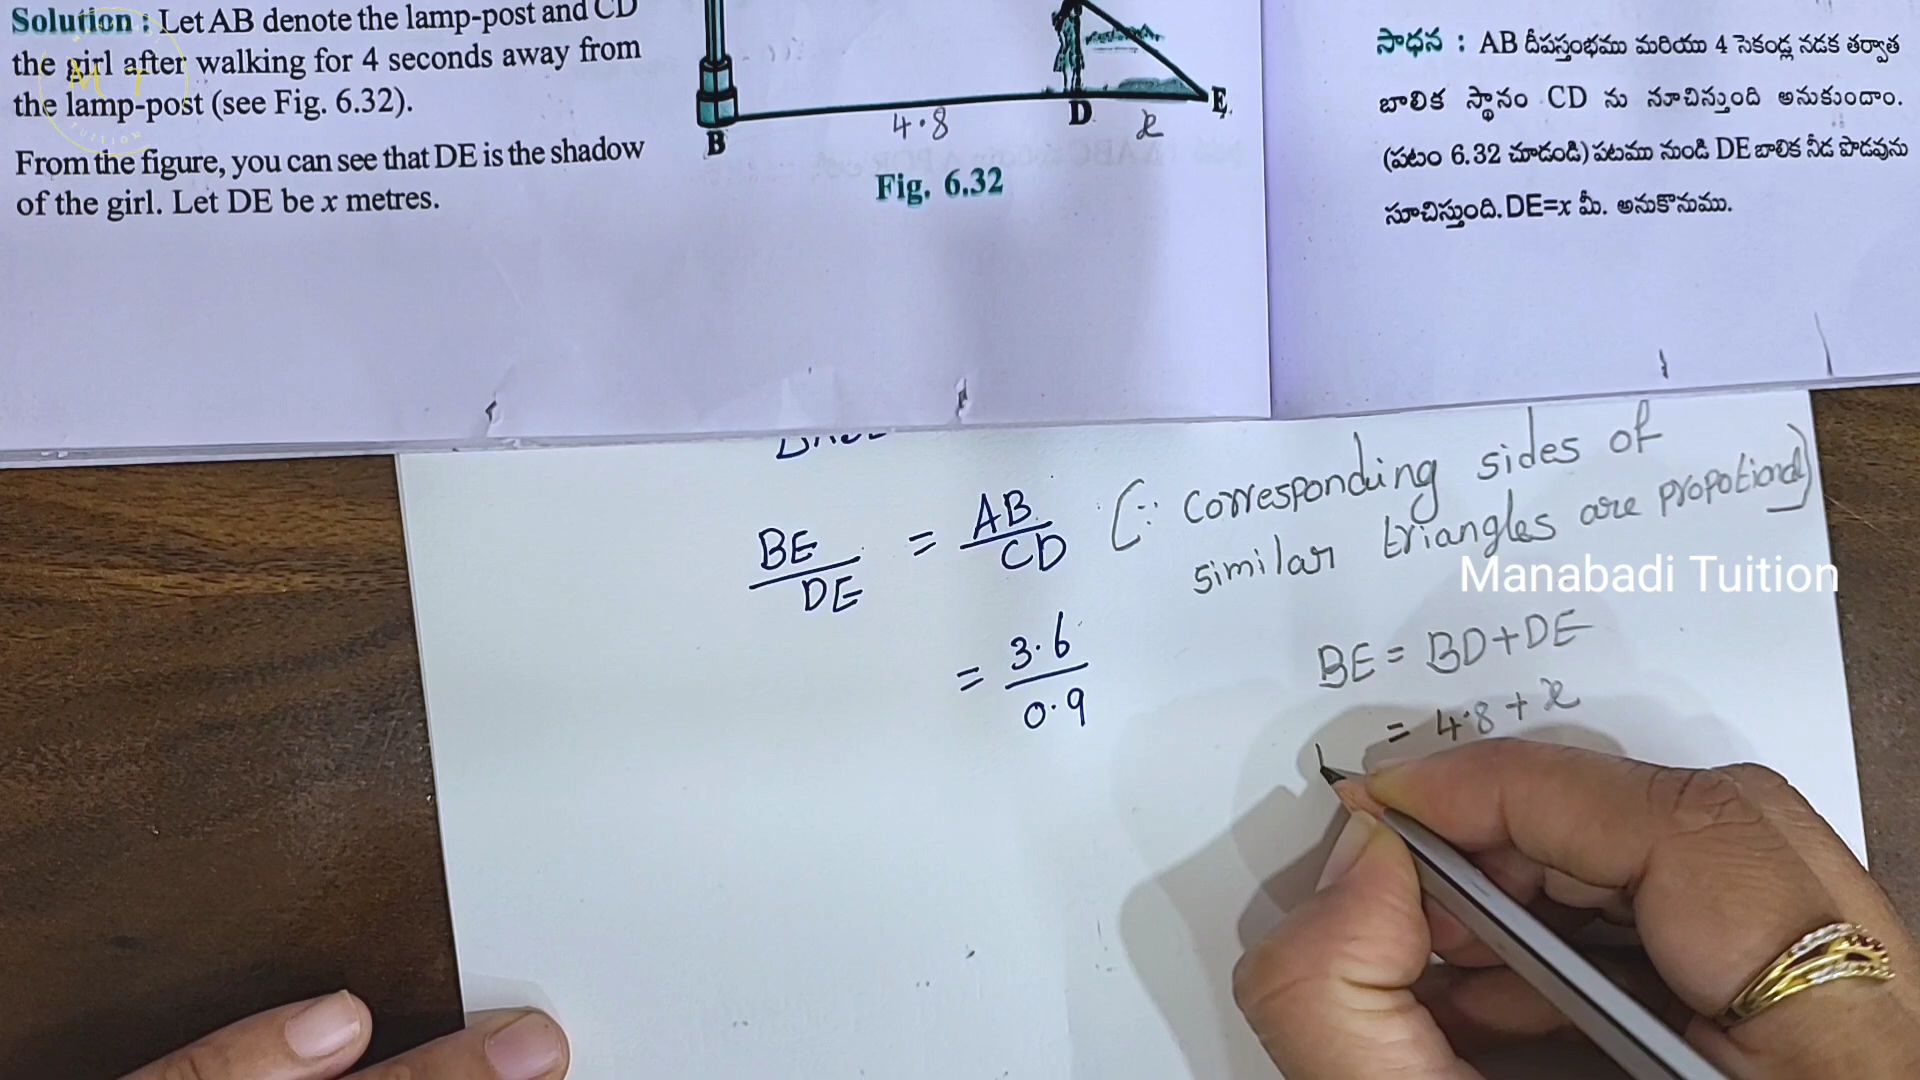 Solution : Let AB denote the lamp-post and CD
the girl after walking for 4 seconds away from
the lamp-post (see Fig. 6.32).
From the figure, you can see that DE is the shadow
of the girl. Let DE be x metres.
B
4.8
D
x
E
Fig. 6.32
సాధన : AB దీపస్తంభము మరియు 4 సెకండ్ల నడక తర్వాత
బాలిక స్థానం CD ను సూచిస్తుంది అనుకుందాం.
(పటం 6.32 చూడండి) పటము నుండి DE బాలిక నీడ పొడవును
సూచిస్తుంది. DE=x మీ. అనుకొనుము.
BE/DE = AB/CD (∵ corresponding sides of
similar triangles are propotional)
= 3.6/0.9
BE = BD+DE
= 4.8 + x
Manabadi Tuition
MT
TUITION